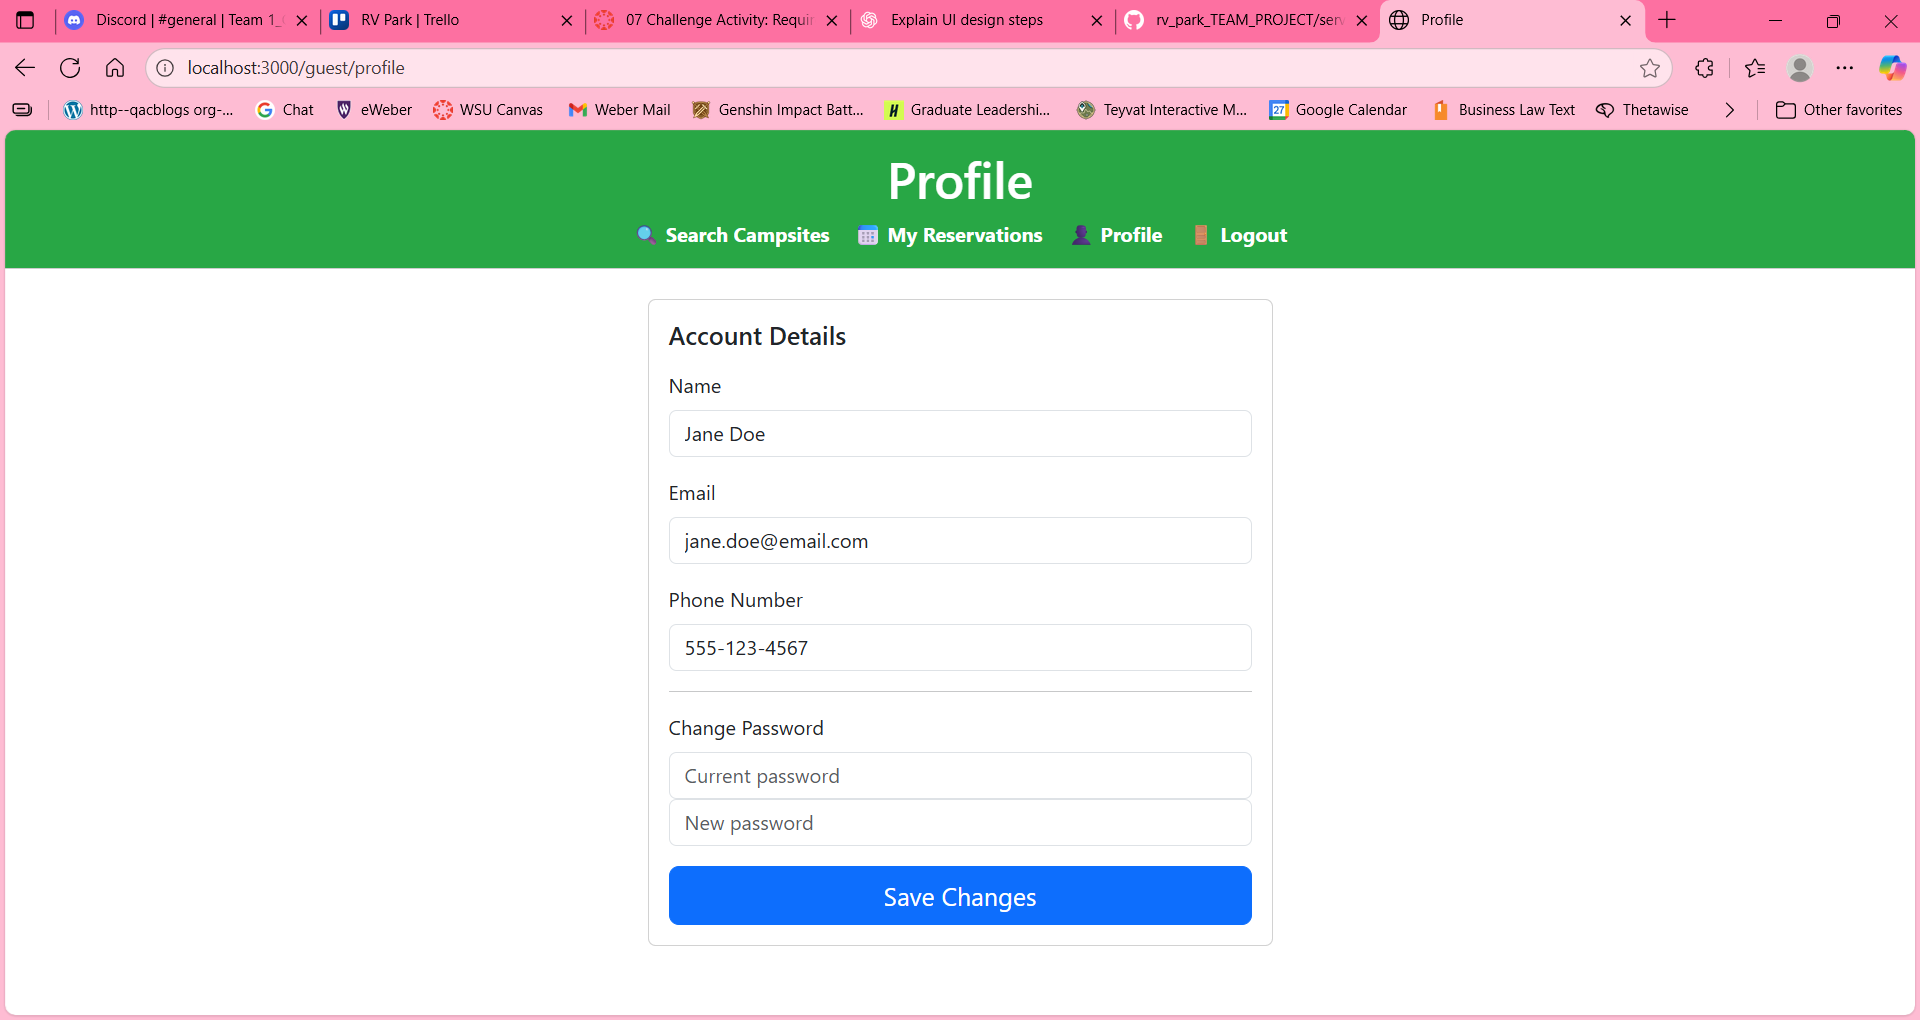 Discord | #general | Team 1_
RV Park | Trello
07 Challenge Activity: Requir
Explain UI design steps
rv_park_TEAM_PROJECT/serv
Profile
localhost:3000/guest/profile
http--qacblogs org-...
Chat
eWeber
WSU Canvas
Weber Mail
Genshin Impact Batt...
Graduate Leadershi...
Teyvat Interactive M...
27
Google Calendar
Business Law Text
Thetawise
Other favorites
Profile
Search Campsites
My Reservations
Profile
Logout
Account Details
Name
Jane Doe
Email
jane.doe@email.com
Phone Number
555-123-4567
Change Password
Current password
New password
Save Changes